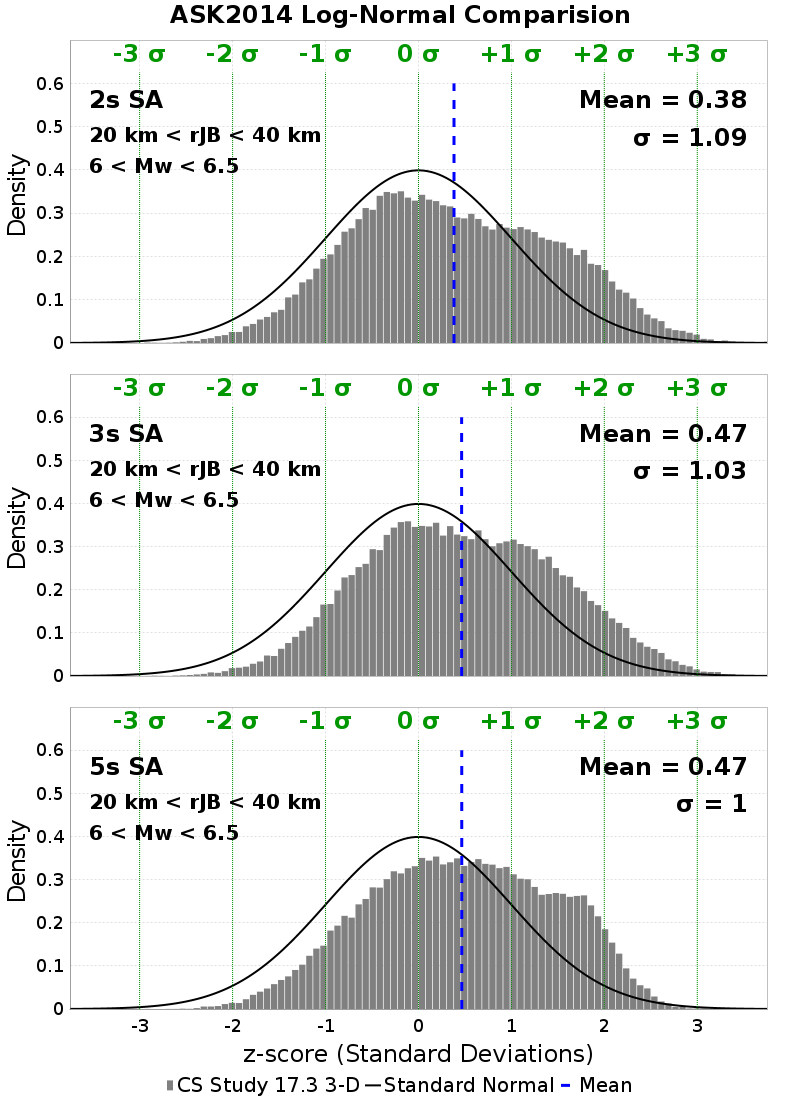 ASK2014 Log-Normal Comparision
-3 σ -2 σ -1 σ 0 σ +1 σ +2 σ +3 σ
0.6
2s SA Mean = 0.38
0.5
20 km < rJB < 40 km σ = 1.09
6 < Mw < 6.5
0.4
0.3
0.2
0.1
0
Density
-3 σ -2 σ -1 σ 0 σ +1 σ +2 σ +3 σ
0.6
3s SA Mean = 0.47
0.5
20 km < rJB < 40 km σ = 1.03
6 < Mw < 6.5
0.4
0.3
0.2
0.1
0
Density
-3 σ -2 σ -1 σ 0 σ +1 σ +2 σ +3 σ
0.6
5s SA Mean = 0.47
0.5
20 km < rJB < 40 km σ = 1
6 < Mw < 6.5
0.4
0.3
0.2
0.1
0
Density
-3 -2 -1 0 1 2 3
z-score (Standard Deviations)
CS Study 17.3 3-D Standard Normal Mean